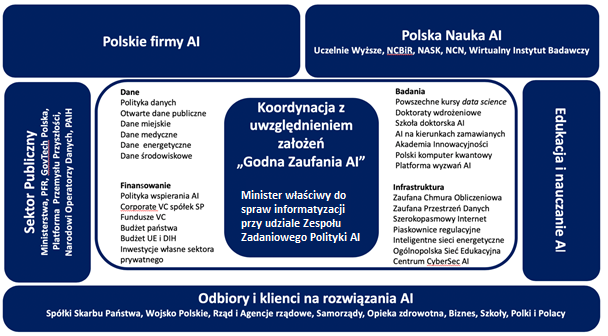 Polskie firmy AI
Polska Nauka AI
Uczelnie Wyższe, NCBiR, NASK, NCN, Wirtualny Instytut Badawczy
Sektor Publiczny
Ministerstwa, PFR, GovTech Polska,
Platforma Przemysłu Przyszłości,
Narodowi Operatorzy Danych, PAIH
Dane
Polityka danych
Otwarte dane publiczne
Dane miejskie
Dane medyczne
Dane energetyczne
Dane środowiskowe
Finansowanie
Polityka wspierania AI
Corporate VC spółek SP
Fundusze VC
Budżet państwa
Budżet UE i DIH
Inwestycje własne sektora
prywatnego
Koordynacja z
uwzględnieniem
założeń
„Godna Zaufania AI”
Minister właściwy do
spraw informatyzacji
przy udziale Zespołu
Zadaniowego Polityki AI
Badania
Powszechne kursy data science
Doktoraty wdrożeniowe
Szkoła doktorska AI
AI na kierunkach zamawianych
Akademia Innowacyjności
Polski komputer kwantowy
Platforma wyzwań AI
Infrastruktura
Zaufana Chmura Obliczeniowa
Zaufana Przestrzeń Danych
Szerokopasmowy Internet
Piaskownice regulacyjne
Inteligentne sieci energetyczne
Ogólnopolska Sieć Edukacyjna
Centrum CyberSec AI
Edukacja i nauczanie AI
Odbiory i klienci na rozwiązania AI
Spółki Skarbu Państwa, Wojsko Polskie, Rząd i Agencje rządowe, Samorządy, Opieka zdrowotna, Biznes, Szkoły, Polki i Polacy